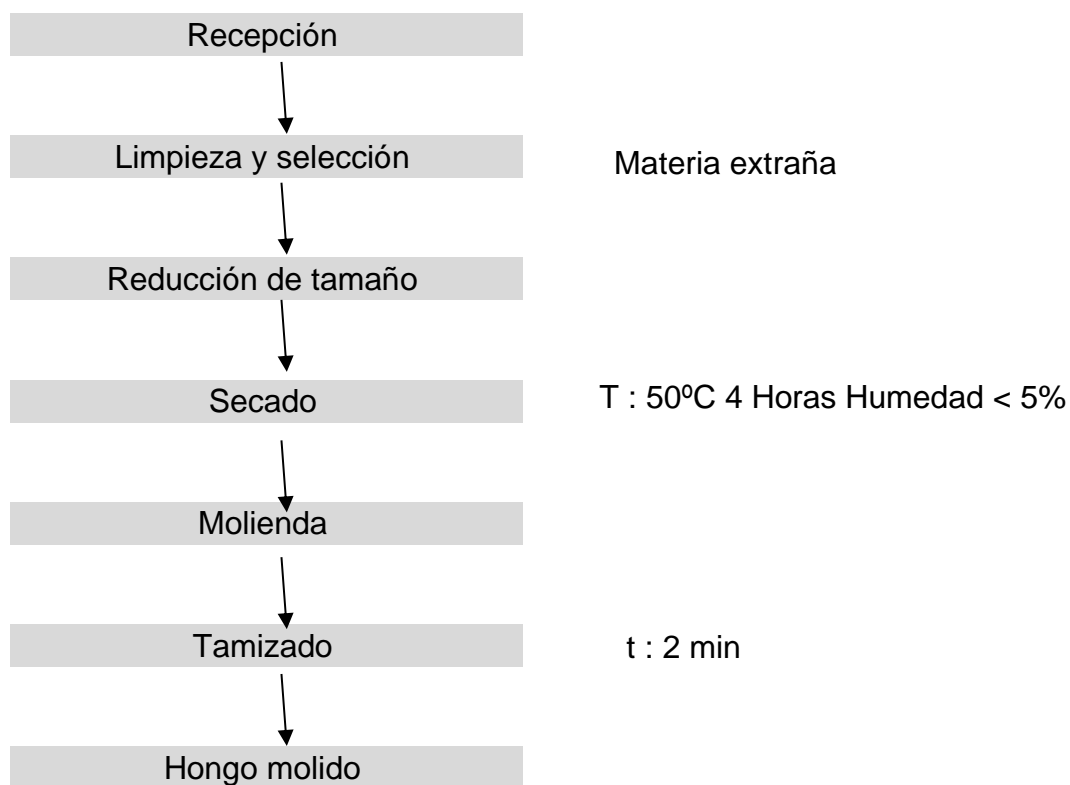 Recepción
Limpieza y selección
Materia extraña
Reducción de tamaño
Secado
T : 50ºC 4 Horas Humedad < 5%
Molienda
Tamizado
t : 2 min
Hongo molido